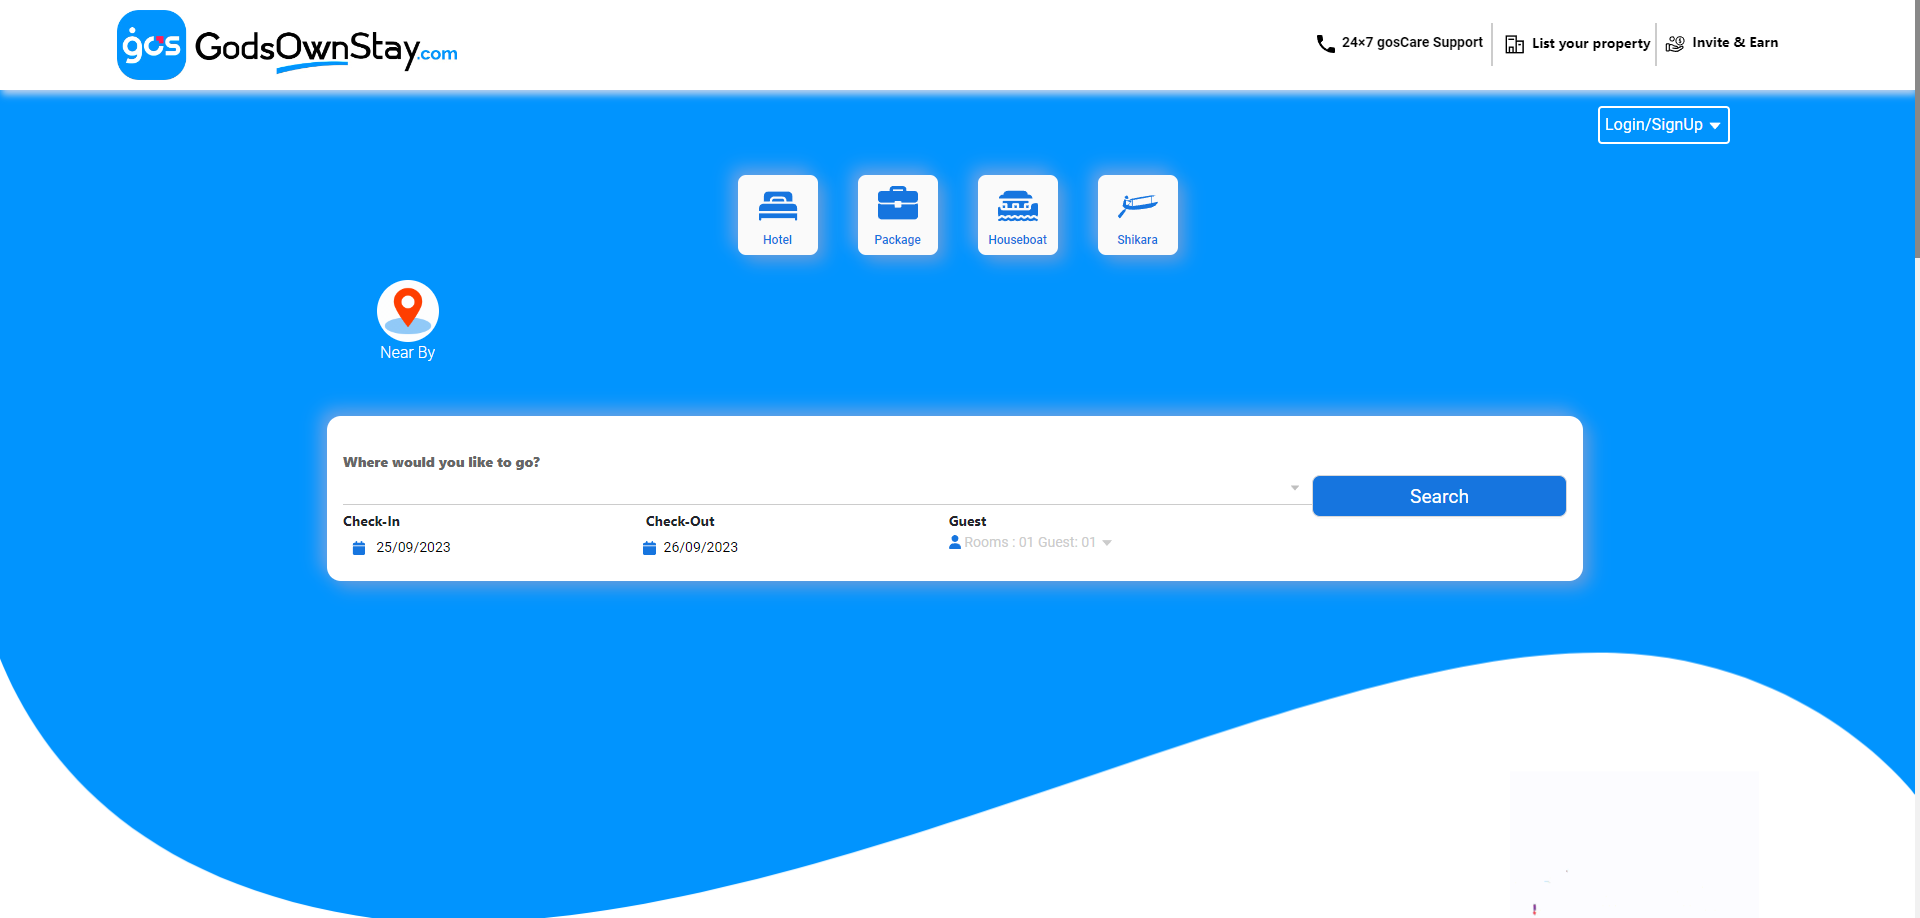 gos GodsOwnStay.com
24×7 gosCare Support
List your property
Invite & Earn
Login/SignUp
Hotel
Package
Houseboat
Shikara
Near By
Where would you like to go?
Search
Check-In
Check-Out
Guest
25/09/2023
26/09/2023
Rooms : 01 Guest: 01